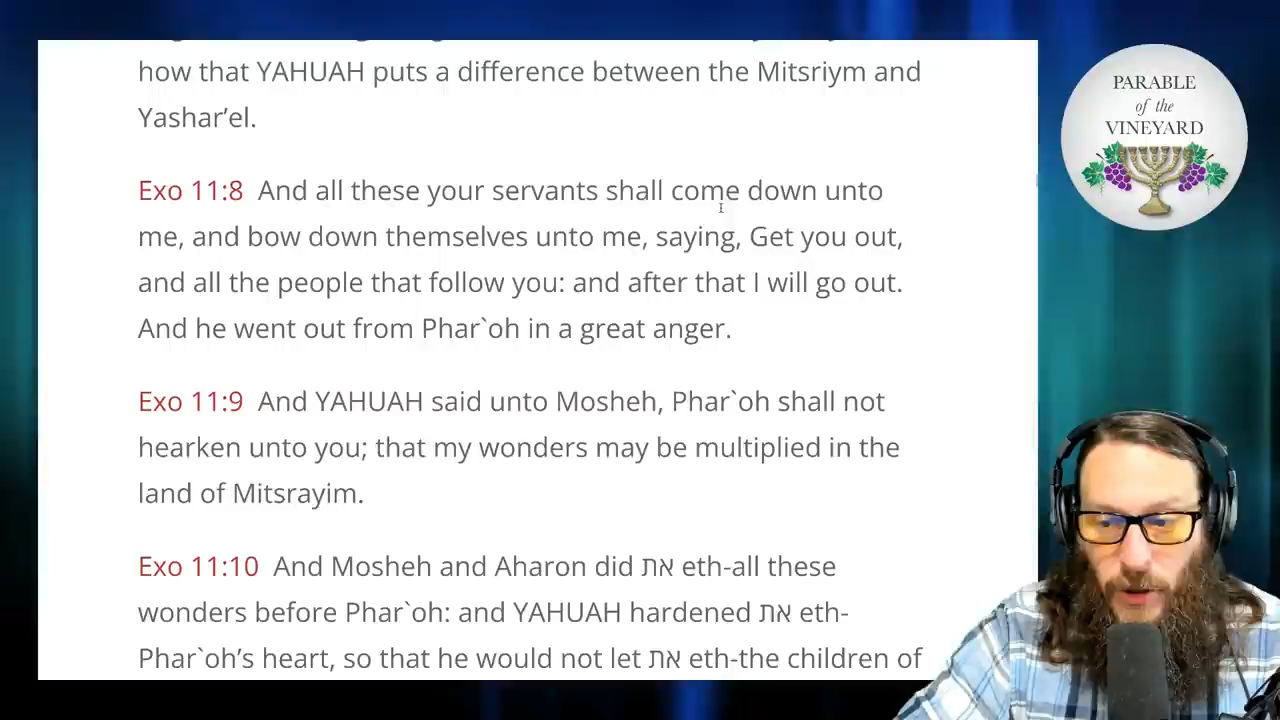 how that YAHUAH puts a difference between the Mitsriym and
Yashar’el.
Exo 11:8 And all these your servants shall come down unto
me, and bow down themselves unto me, saying, Get you out,
and all the people that follow you: and after that I will go out.
And he went out from Phar`oh in a great anger.
Exo 11:9 And YAHUAH said unto Mosheh, Phar`oh shall not
hearken unto you; that my wonders may be multiplied in the
land of Mitsrayim.
Exo 11:10 And Mosheh and Aharon did את eth-all these
wonders before Phar`oh: and YAHUAH hardened את eth-
Phar`oh’s heart, so that he would not let את eth-the children of
PARABLE
of the
VINEYARD